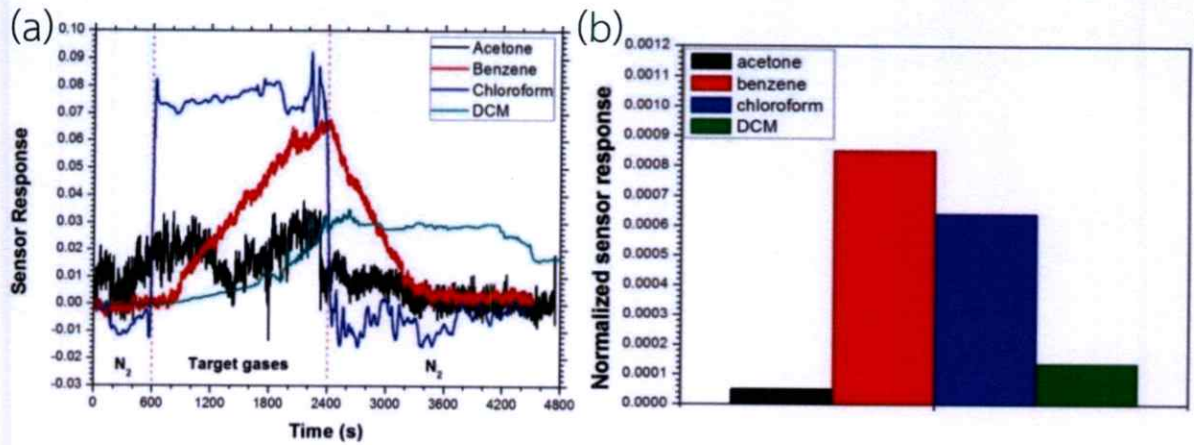 (a)
Sensor Response
0.10
0.09
0.08
0.07
0.06
0.05
0.04
0.03
0.02
0.01
0.00
-0.01
-0.02
-0.03
Acetone
Benzene
Chloroform
DCM
N2
Target gases
N2
0 600 1200 1800 2400 3000 3600 4200 4800
Time (s)
(b)
Normalized sensor response
0.0012
0.0011
0.0010
0.0009
0.0008
0.0007
0.0006
0.0005
0.0004
0.0003
0.0002
0.0001
0.0000
acetone
benzene
chloroform
DCM